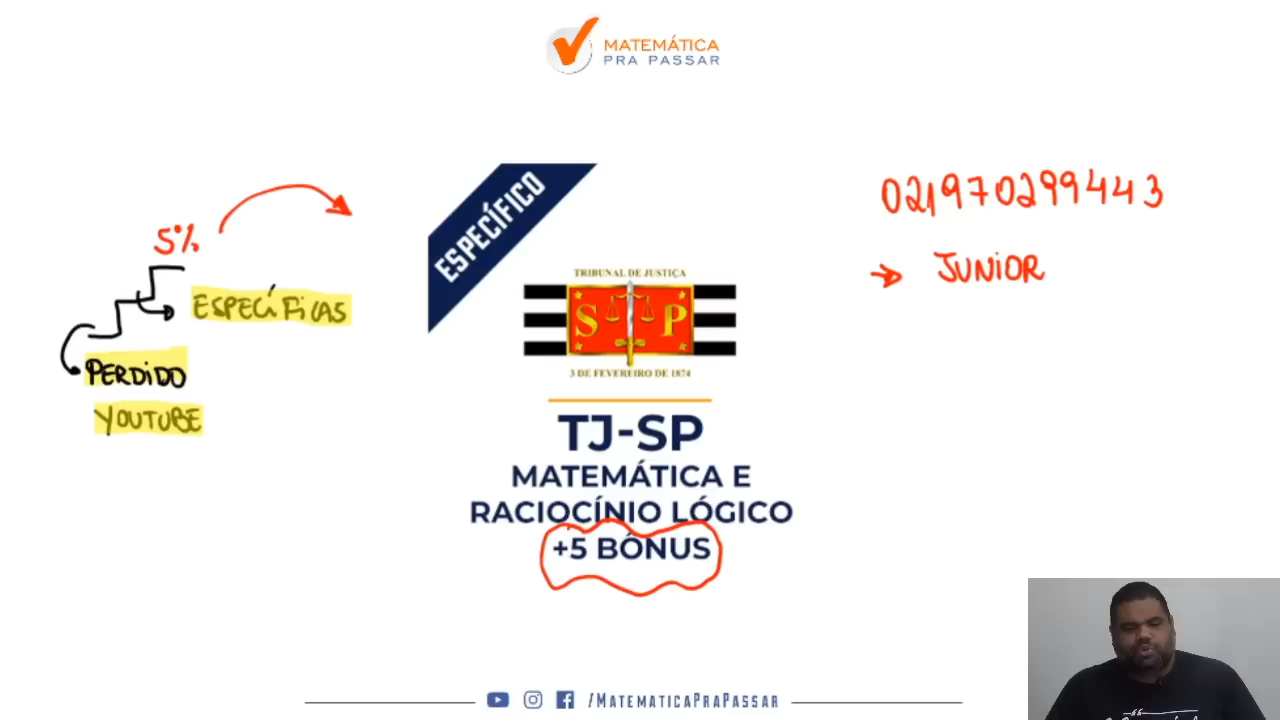 MATEMÁTICA
PRA PASSAR
ESPECÍFICO
5%
ESPECÍFICAS
PERDIDO
YOUTUBE
021970299443
JUNIOR
TRIBUNAL DE JUSTIÇA
S P
3 DE FEVEREIRO DE 1874
TJ-SP
MATEMÁTICA E
RACIOCÍNIO LÓGICO
+5 BÔNUS
/MATEMATICAPRAPASSAR